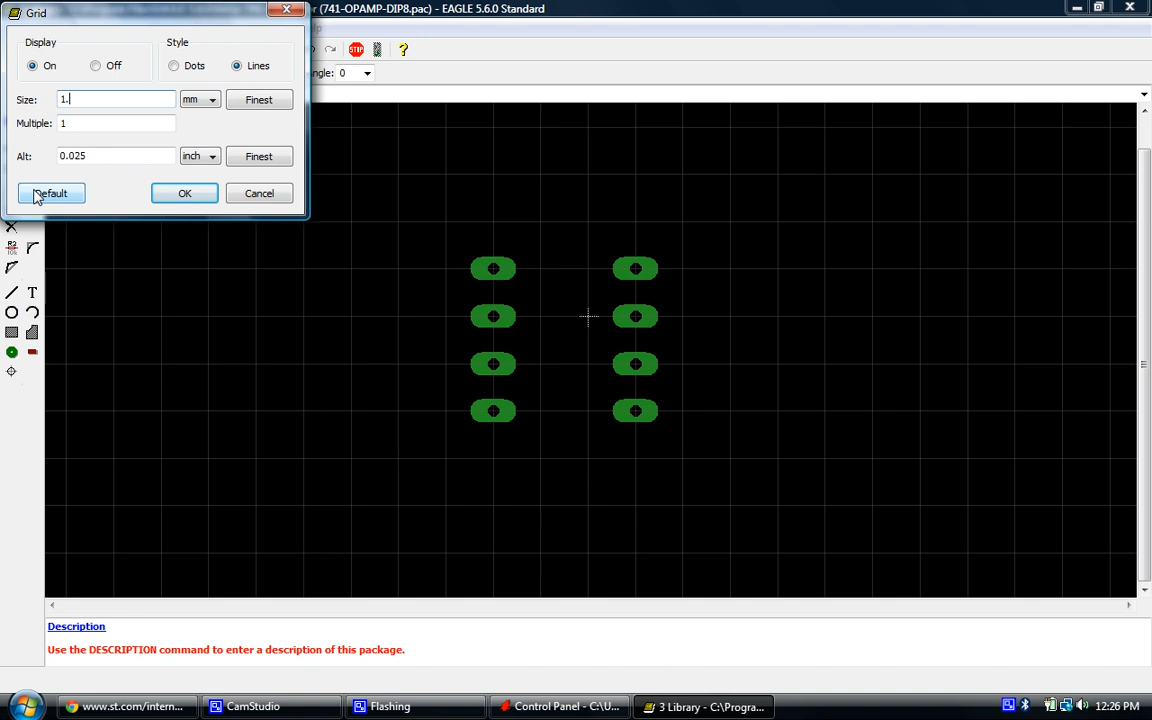 Grid
(741-OPAMP-DIP8.pac) - EAGLE 5.6.0 Standard
Display
Style
On
Off
Dots
Lines
STOP
?
ngle: 0
Size:
1.
mm
Finest
Multiple:
1
Alt:
0.025
inch
Finest
Default
OK
Cancel
R2
10k
T
Description
Use the DESCRIPTION command to enter a description of this package.
www.st.com/intern...
CamStudio
Flashing
Control Panel - C:\U...
3 Library - C:\Progra...
12:26 PM